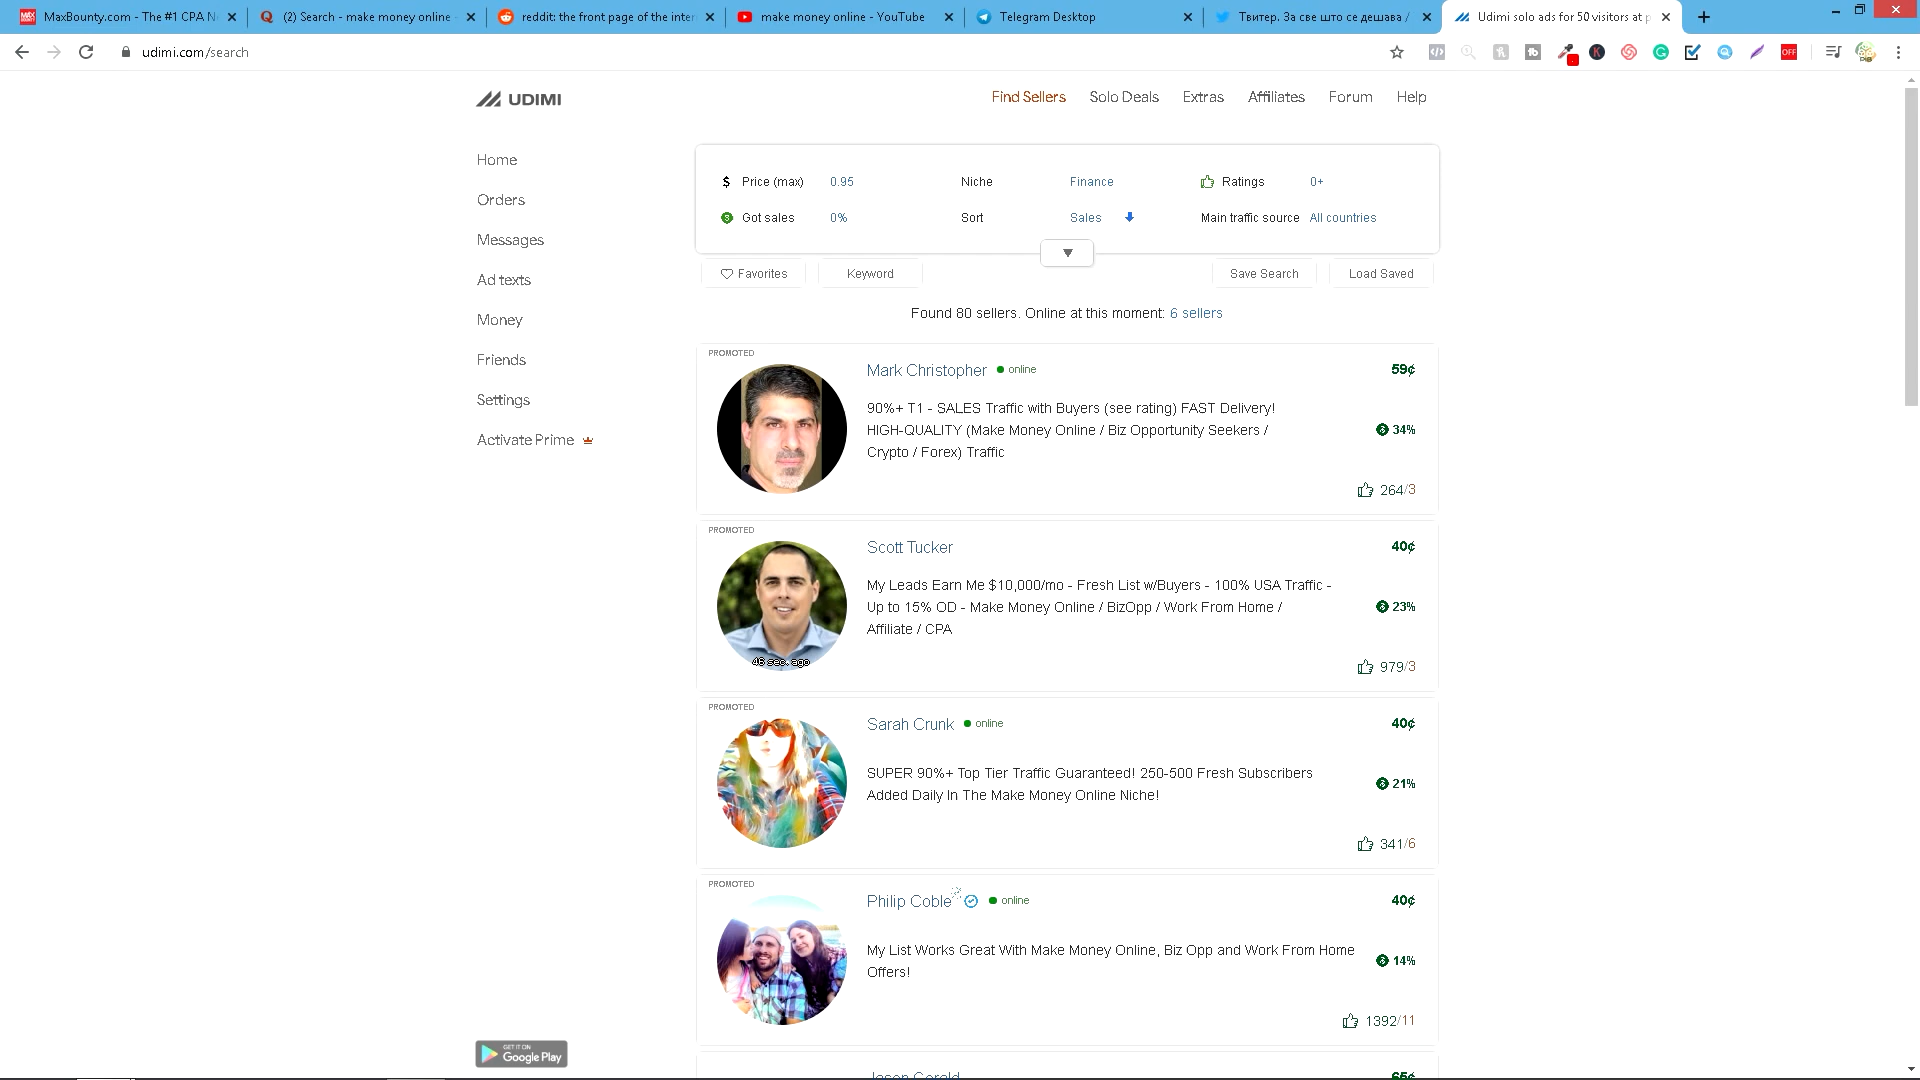 MaxBounty.com - The #1 CPA N
(2) Search - make money online -
reddit: the front page of the inter
make money online - YouTube
Telegram Desktop
Твитер. За све што се дешава /
Udimi solo ads for 50 visitors at p
udimi.com/search
OFF
UDIMI
Find Sellers
Solo Deals
Extras
Affiliates
Forum
Help
Home
Orders
Messages
Ad texts
Money
Friends
Settings
Activate Prime
$ Price (max) 0.95 Niche Finance Ratings 0+
Got sales 0% Sort Sales Main traffic source All countries
Favorites
Keyword
Save Search
Load Saved
Found 80 sellers. Online at this moment: 6 sellers
PROMOTED
Mark Christopher online 59¢
90%+ T1 - SALES Traffic with Buyers (see rating) FAST Delivery!
HIGH-QUALITY (Make Money Online / Biz Opportunity Seekers /
Crypto / Forex) Traffic
34%
264/3
PROMOTED
Scott Tucker 40¢
My Leads Earn Me $10,000/mo - Fresh List w/Buyers - 100% USA Traffic -
Up to 15% OD - Make Money Online / BizOpp / Work From Home /
Affiliate / CPA
23%
46 sec. ago
979/3
PROMOTED
Sarah Crunk online 40¢
SUPER 90%+ Top Tier Traffic Guaranteed! 250-500 Fresh Subscribers
Added Daily In The Make Money Online Niche!
21%
341/6
PROMOTED
Philip Coble online 40¢
My List Works Great With Make Money Online, Biz Opp and Work From Home
Offers!
14%
1392/11
GET IT ON
Google Play